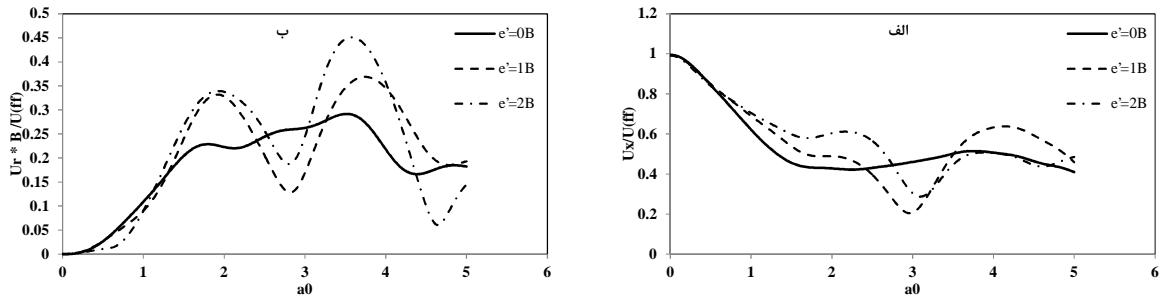 ب
0.5
0.45
0.4
0.35
0.3
0.25
0.2
0.15
0.1
0.05
0
Ur * B /U(ff)
e'=0B
e'=1B
e'=2B
0 1 2 3 4 5 6
a0
الف
1.2
1
0.8
0.6
0.4
0.2
0
Ux/U(ff)
e'=0B
e'=1B
e'=2B
0 1 2 3 4 5 6
a0